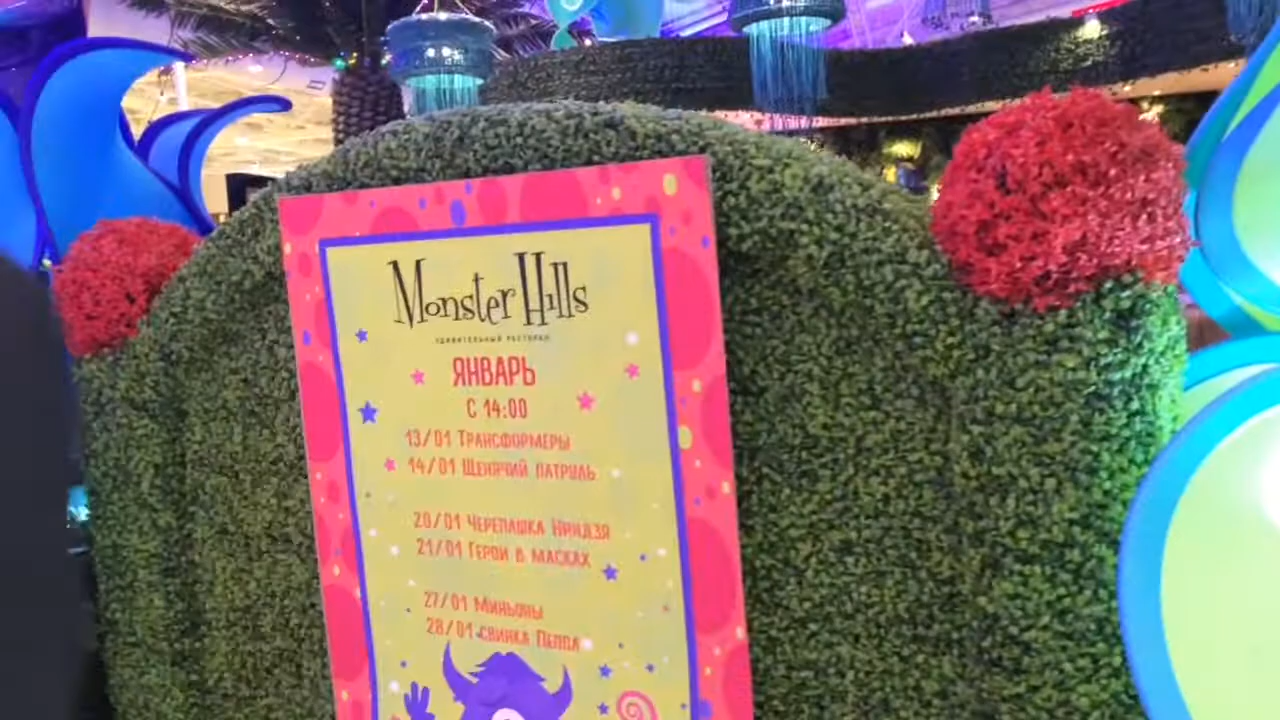 Monster Hills
УДИВИТЕЛЬНЫЙ РЕСТОРАН
ЯНВАРЬ
С 14:00
13/01 ТРАНСФОРМЕРЫ
14/01 ЩЕНЯЧИЙ ПАТРУЛЬ
20/01 ЧЕРЕПАШКА НИНДЗЯ
21/01 ГЕРОИ В МАСКАХ
27/01 МИНЬОНЫ
28/01 СВИНКА ПЕППА